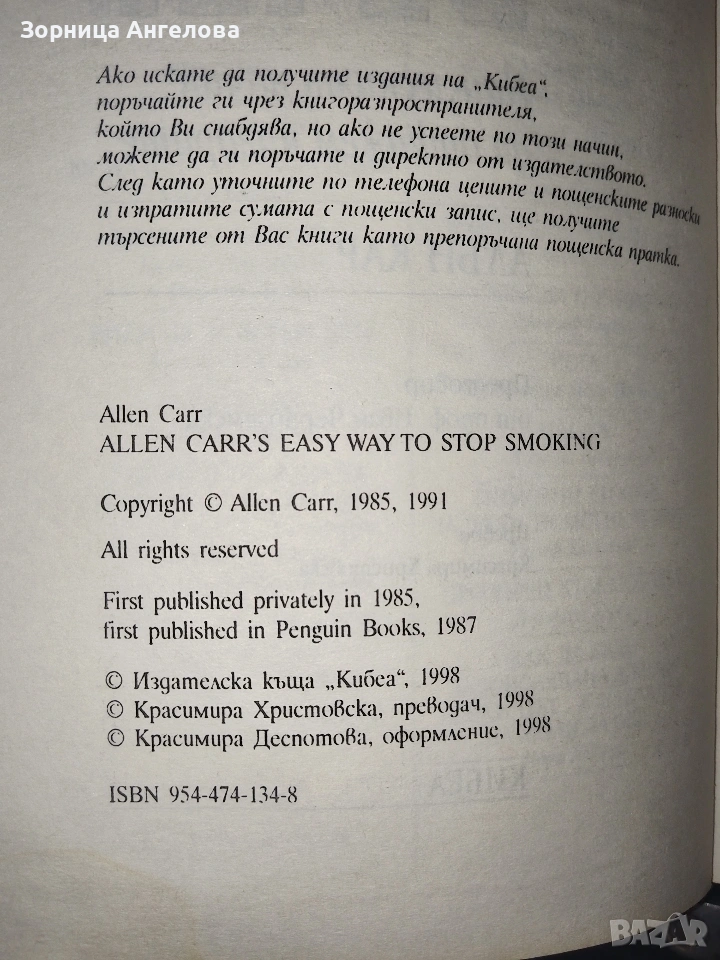 Зорница Ангелова
Ако искате да получите издания на „Кибеа“,
поръчайте ги чрез книгоразпространителя,
който Ви снабдява, но ако не успеете по този начин,
можете да ги поръчате и директно от издателството.
След като уточните по телефона цените и пощенските разноски
и изпратите сумата с пощенски запис, ще получите
търсените от Вас книги като препоръчана пощенска пратка.
Allen Carr
ALLEN CARR'S EASY WAY TO STOP SMOKING
Copyright © Allen Carr, 1985, 1991
All rights reserved
First published privately in 1985,
first published in Penguin Books, 1987
© Издателска къща „Кибеа“, 1998
© Красимира Христовска, преводач, 1998
© Красимира Деспотова, оформление, 1998
ISBN 954-474-134-8
BAZAR